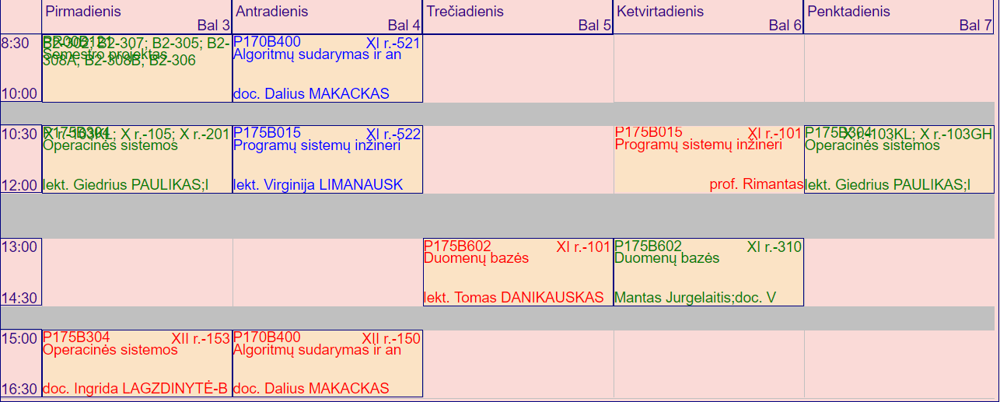 Pirmadienis
Bal 3
Antradienis
Bal 4
Trečiadienis
Bal 5
Ketvirtadienis
Bal 6
Penktadienis
Bal 7
8:30
10:00
B2-307; B2-305; B2-
308A; B2-308B; B2-306
Semestro projektas
P170B400 XI r.-521
Algoritmų sudarymas ir an
doc. Dalius MAKACKAS
10:30
12:00
P175B304
X r.-103KL; X r.-105; X r.-201
Operacinės sistemos
lekt. Giedrius PAULIKAS;l
P175B015 XI r.-522
Programų sistemų inžineri
lekt. Virginija LIMANAUSK
P175B015 XI r.-101
Programų sistemų inžineri
prof. Rimantas
P175B304
X r.-103KL; X r.-103GH
Operacinės sistemos
lekt. Giedrius PAULIKAS;l
13:00
14:30
P175B602 XI r.-101
Duomenų bazės
lekt. Tomas DANIKAUSKAS
P175B602 XI r.-310
Duomenų bazės
Mantas Jurgelaitis;doc. V
15:00
16:30
P175B304 XII r.-153
Operacinės sistemos
doc. Ingrida LAGZDINYTĖ-B
P170B400 XII r.-150
Algoritmų sudarymas ir an
doc. Dalius MAKACKAS